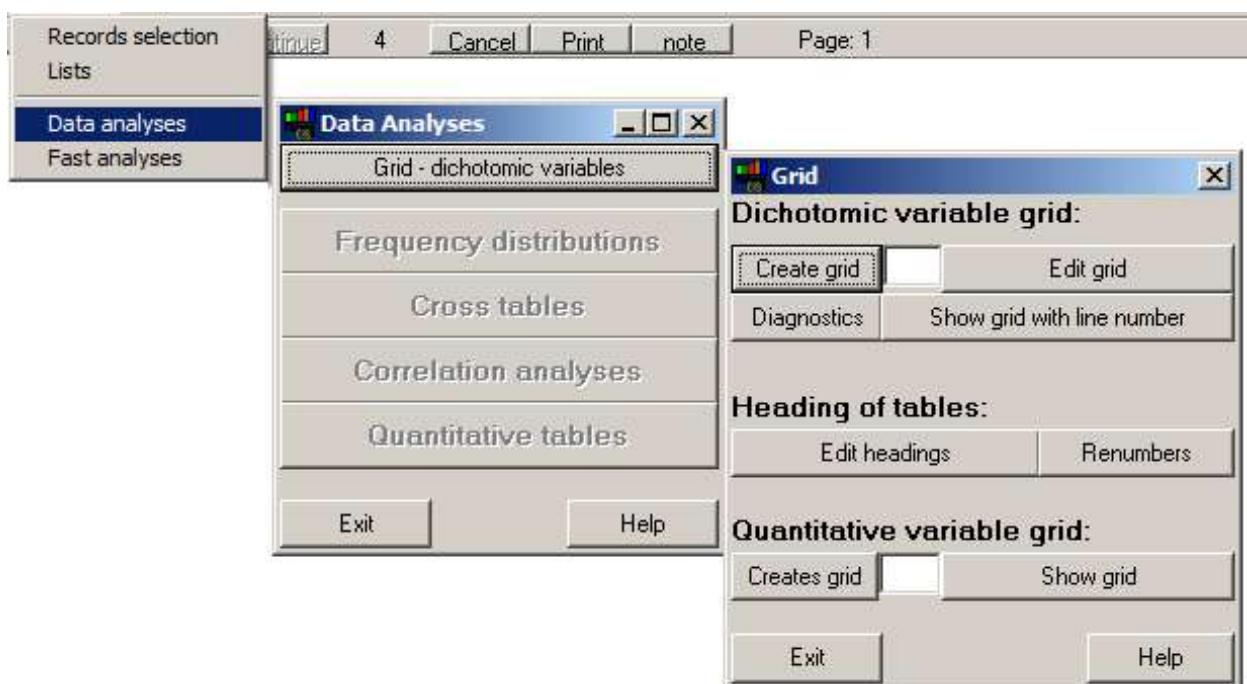 Records selection
Lists
Data analyses
Fast analyses
tinue 4 Cancel Print note Page: 1
Data Analyses
Grid - dichotomic variables
Frequency distributions
Cross tables
Correlation analyses
Quantitative tables
Exit Help
Grid
Dichotomic variable grid:
Create grid Edit grid
Diagnostics Show grid with line number
Heading of tables:
Edit headings Renumbers
Quantitative variable grid:
Creates grid Show grid
Exit Help